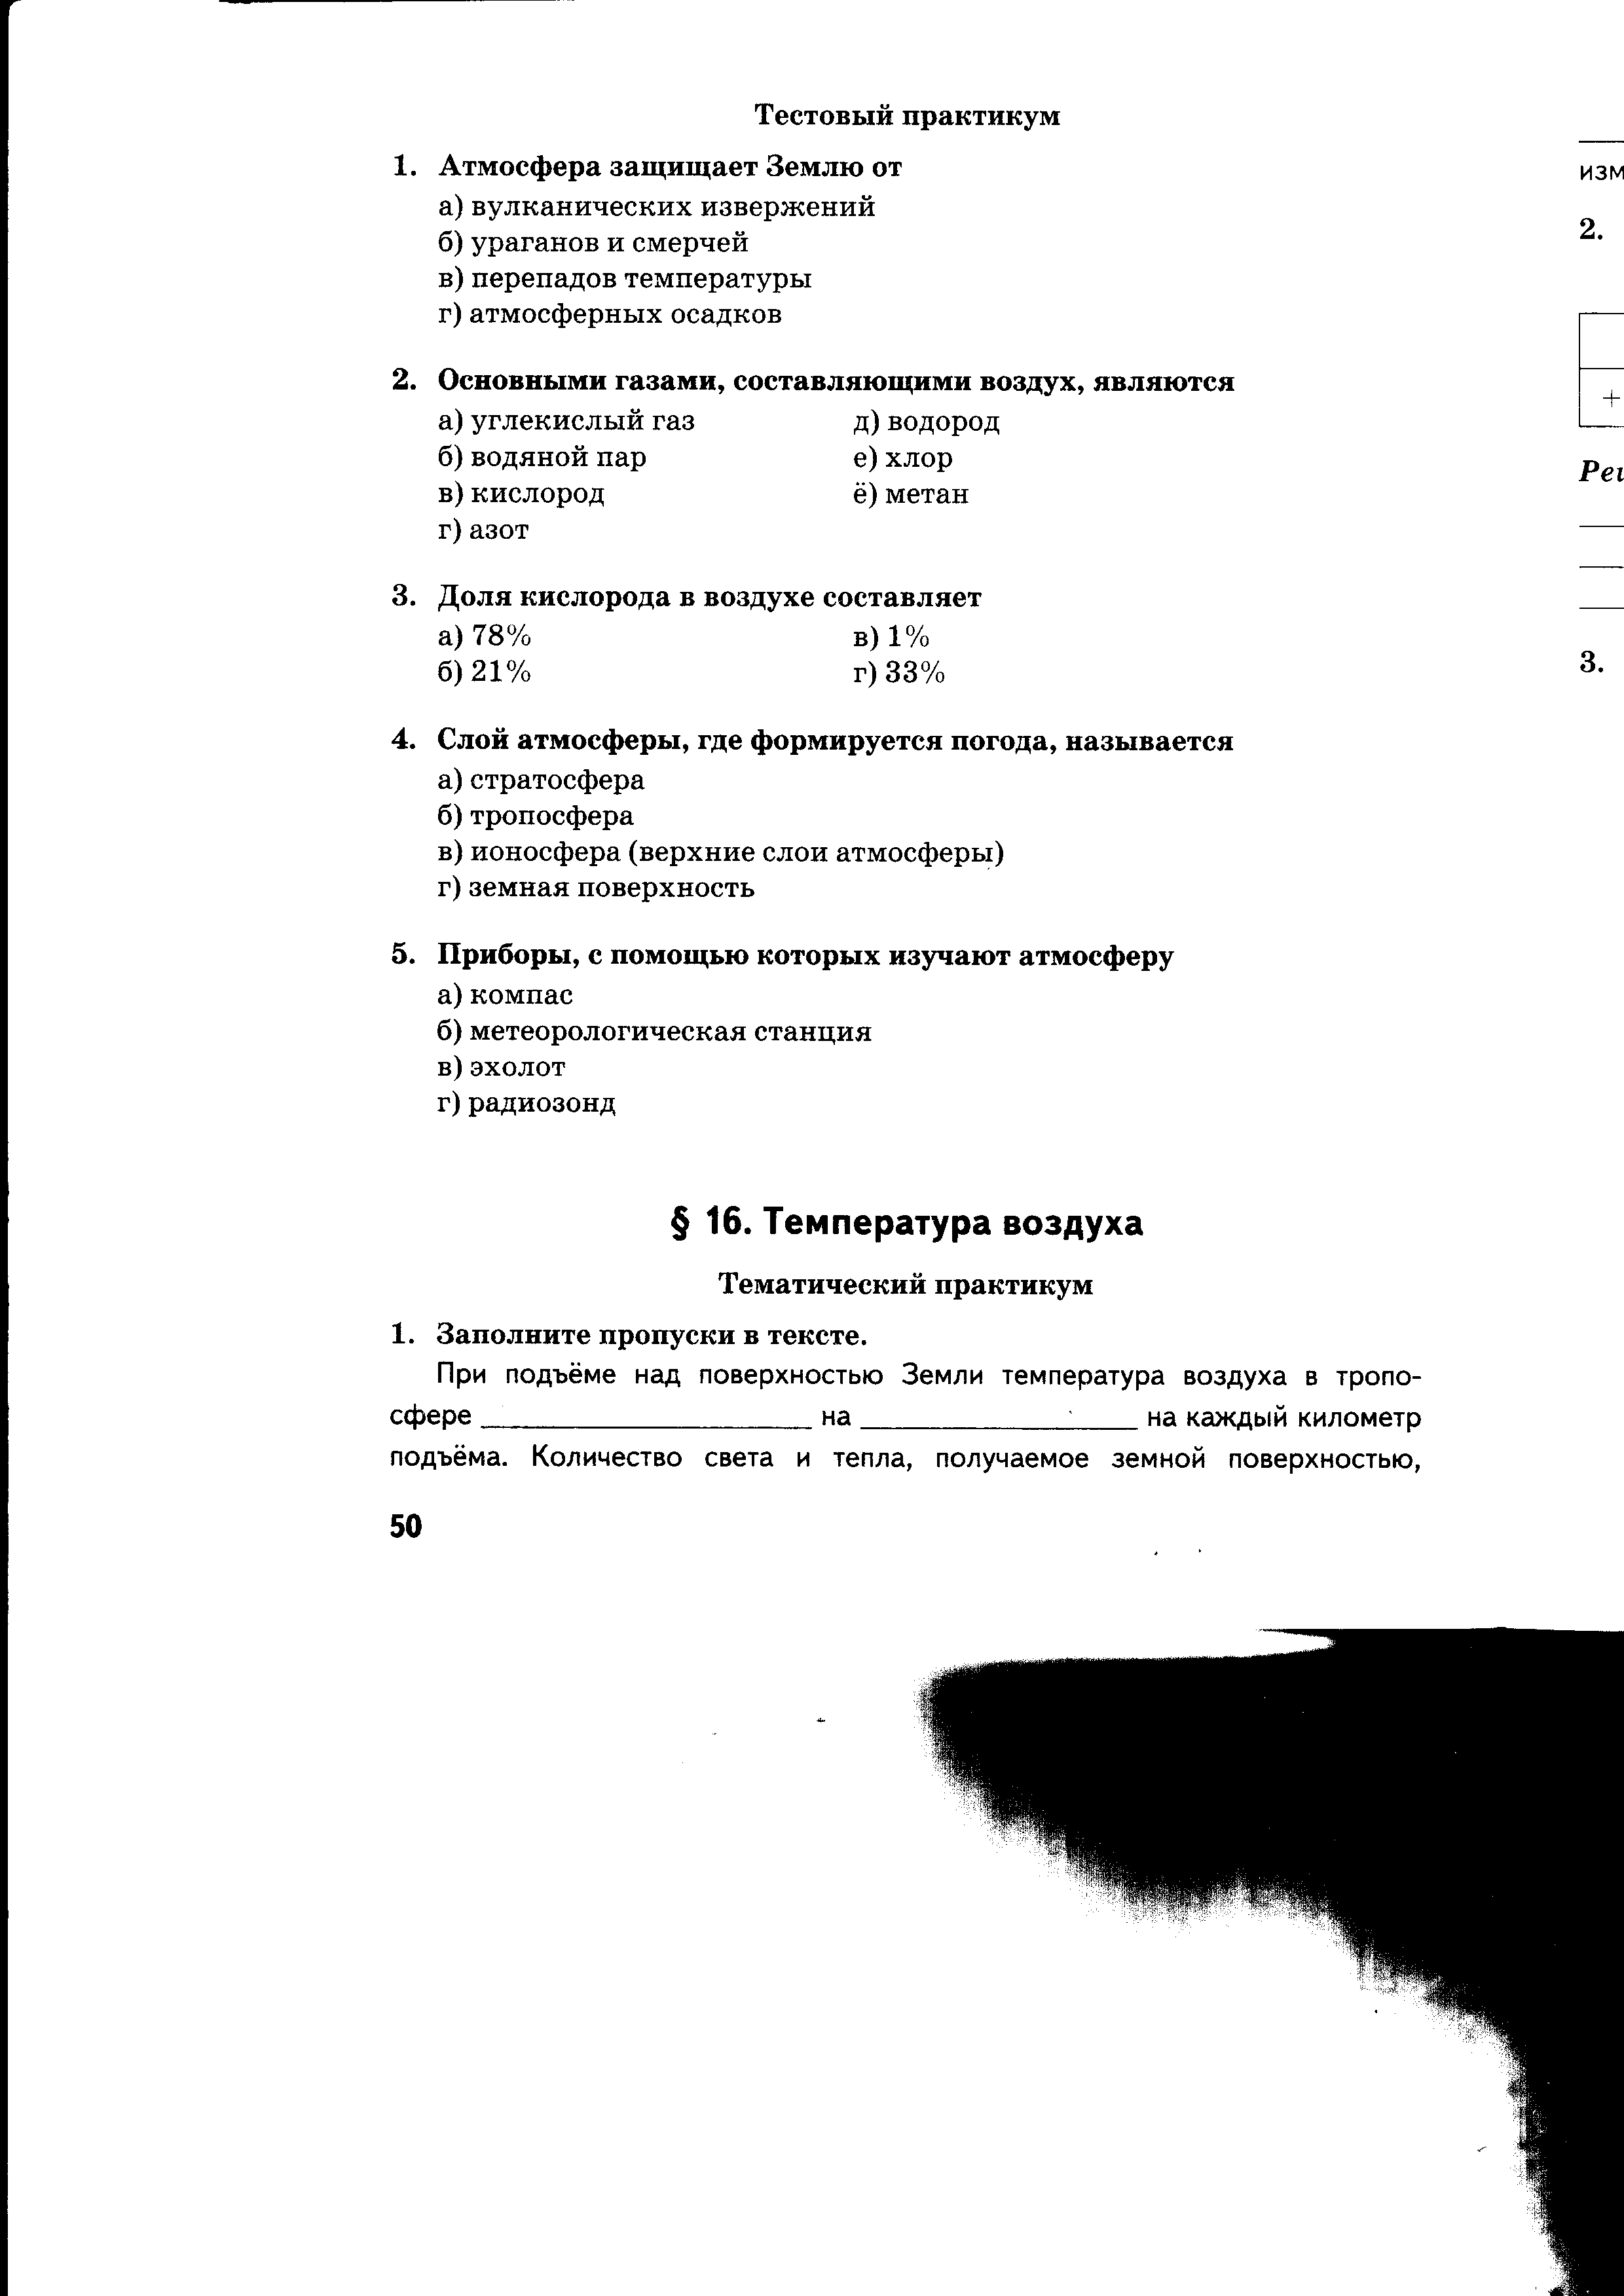 Тестовый практикум
1. Атмосфера защищает Землю от
а) вулканических извержений
б) ураганов и смерчей
в) перепадов температуры
г) атмосферных осадков
2. Основными газами, составляющими воздух, являются
а) углекислый газ
б) водяной пар
в) кислород
г) азот
д) водород
е) хлор
ё) метан
3. Доля кислорода в воздухе составляет
а) 78%
б) 21%
в) 1%
г) 33%
4. Слой атмосферы, где формируется погода, называется
а) стратосфера
б) тропосфера
в) ионосфера (верхние слои атмосферы)
г) земная поверхность
5. Приборы, с помощью которых изучают атмосферу
а) компас
б) метеорологическая станция
в) эхолот
г) радиозонд
§ 16. Температура воздуха
Тематический практикум
1. Заполните пропуски в тексте.
При подъёме над поверхностью Земли температура воздуха в тропо-
сфере ____ на ____ на каждый километр
подъёма. Количество света и тепла, получаемое земной поверхностью,
50
2.
+
3.